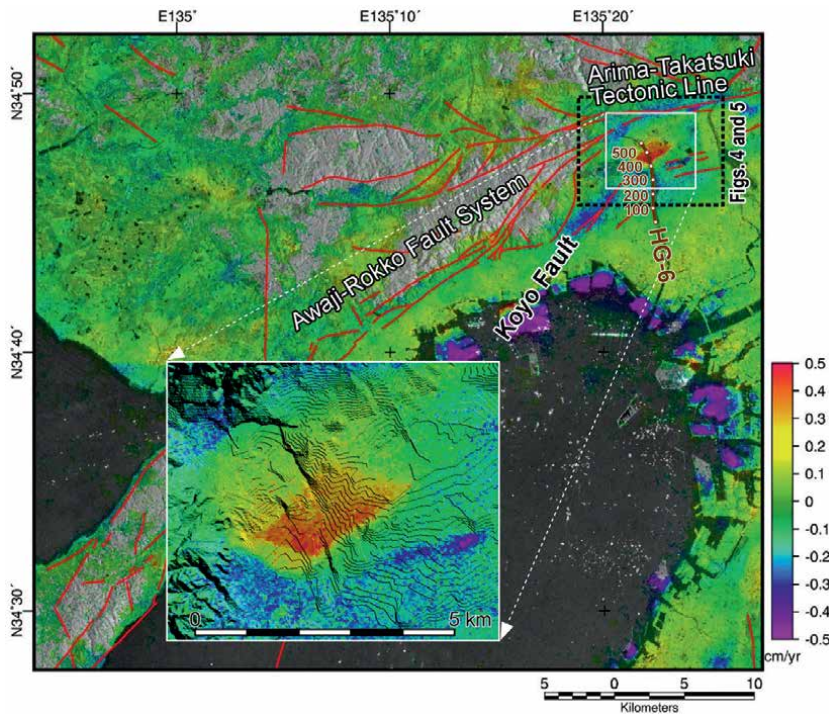 E135°
E135°10'
E135°20'
N34°50'
N34°40'
N34°30'
Arima-Takatsuki
Tectonic Line
Figs. 4 and 5
500
400
300
200
100
HG-6
Awaji-Rokko Fault System
Koyo Fault
0.5
0.4
0.3
0.2
0.1
0
-0.1
-0.2
-0.3
-0.4
-0.5
cm/yr
0
5 km
5
0
5
10
Kilometers